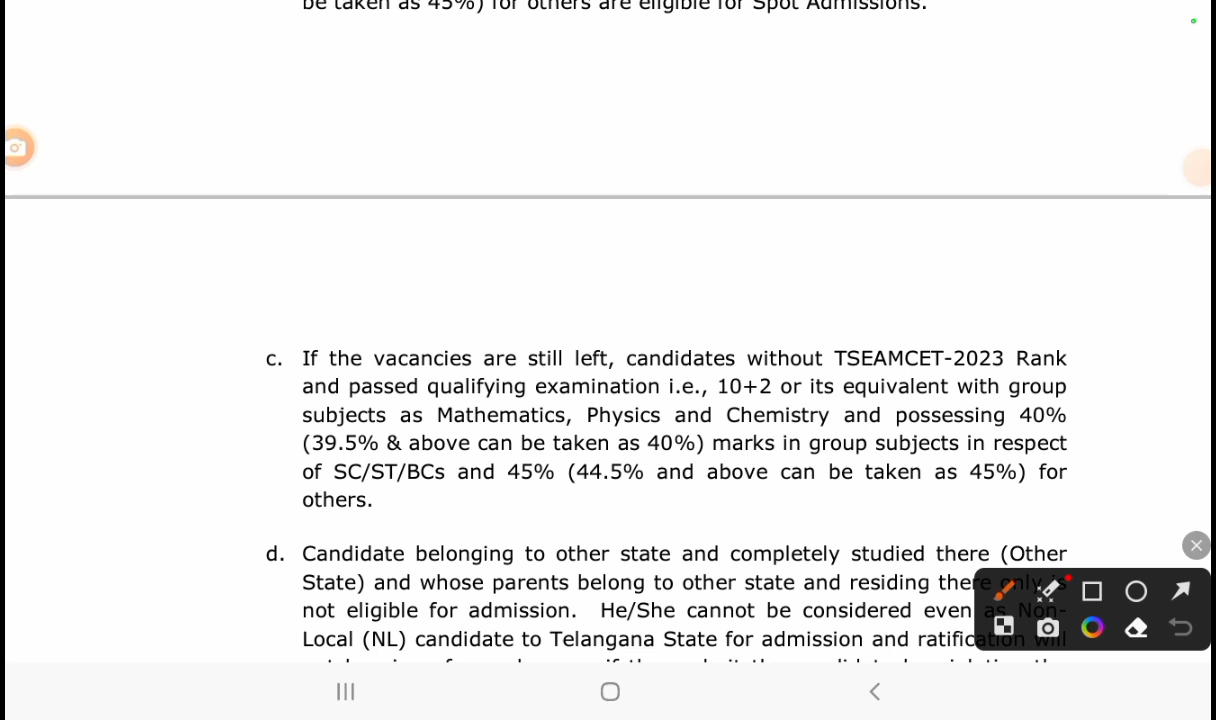 be taken as 45%) for others are eligible for Spot Admissions.
c. If the vacancies are still left, candidates without TSEAMCET-2023 Rank
and passed qualifying examination i.e., 10+2 or its equivalent with group
subjects as Mathematics, Physics and Chemistry and possessing 40%
(39.5% & above can be taken as 40%) marks in group subjects in respect
of SC/ST/BCs and 45% (44.5% and above can be taken as 45%) for
others.
d. Candidate belonging to other state and completely studied there (Other
State) and whose parents belong to other state and residing there only is
not eligible for admission. He/She cannot be considered even as Non-
Local (NL) candidate to Telangana State for admission and ratification will